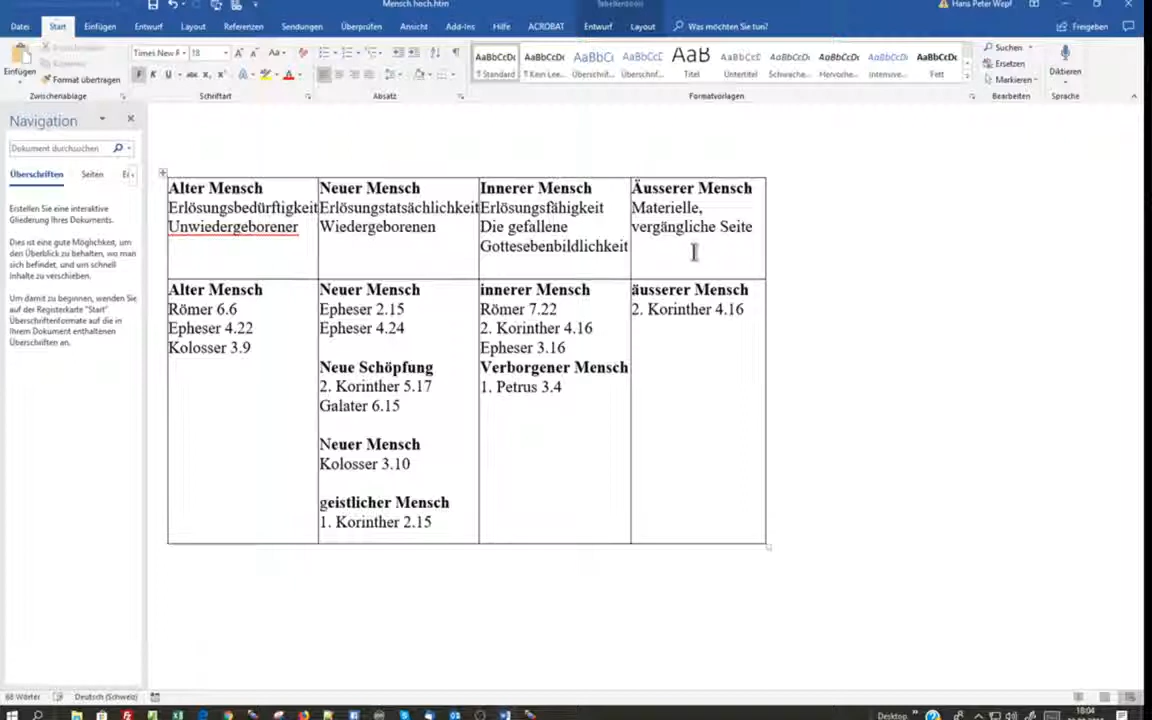 Mensch hoch.htm
Tabellentools
Hans Peter Wepf
Datei Start Einfügen Entwurf Layout Referenzen Sendungen Überprüfen Ansicht Add-Ins Hilfe ACROBAT Entwurf Layout Was möchten Sie tun? Freigeben
Einfügen
Format übertragen
Zwischenablage
Times New R 18
Schriftart
Absatz
AaBbCcDc AaBbCcDc AaBbC AaBbCcC AaB AaBbCcD AaBbCcDc AaBbCcDc AaBbCcDc AaBbCcDc
¶ Standard ¶ Kein Lee... Überschrif... Überschrif... Titel Untertitel Schwache... Hervorhe... Intensive... Fett
Formatvorlagen
Suchen
Ersetzen
Markieren
Bearbeiten
Diktieren
Sprache
Navigation
Dokument durchsuchen
Überschriften Seiten
Erstellen Sie eine interaktive
Gliederung Ihres Dokuments.
Dies ist eine gute Möglichkeit, um
den Überblick zu behalten, wo man
sich befindet, und um schnell
Inhalte zu verschieben.
Um damit zu beginnen, wenden Sie
auf der Registerkarte "Start"
Überschriftenformate auf die in
Ihrem Dokument enthaltenen
Überschriften an.
Alter Mensch
Erlösungsbedürftigkeit
Unwiedergeborener
Neuer Mensch
Erlösungstatsächlichkeit
Wiedergeborenen
Innerer Mensch
Erlösungsfähigkeit
Die gefallene
Gottesebenbildlichkeit
Äusserer Mensch
Materielle,
vergängliche Seite
Alter Mensch
Römer 6.6
Epheser 4.22
Kolosser 3.9
Neuer Mensch
Epheser 2.15
Epheser 4.24
Neue Schöpfung
2. Korinther 5.17
Galater 6.15
Neuer Mensch
Kolosser 3.10
geistlicher Mensch
1. Korinther 2.15
innerer Mensch
Römer 7.22
2. Korinther 4.16
Epheser 3.16
Verborgener Mensch
1. Petrus 3.4
äusserer Mensch
2. Korinther 4.16
68 Wörter Deutsch (Schweiz)
Desktop
18:04